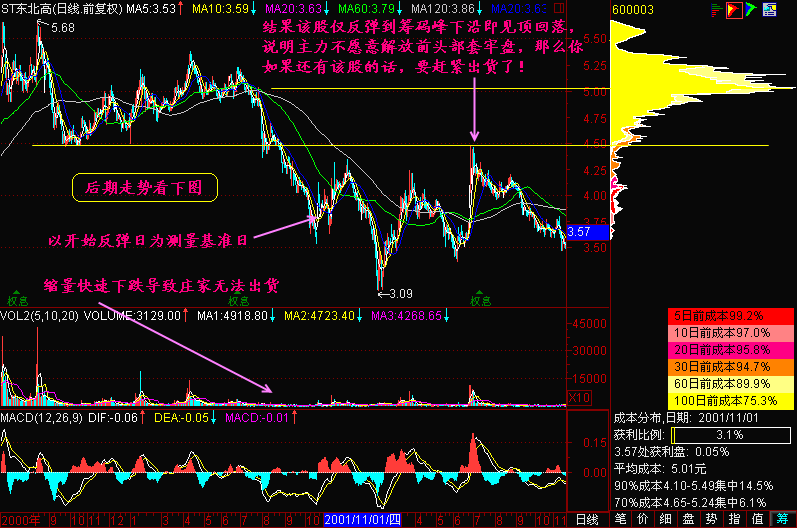 ST东北高(日线.前复权) MA5:3.53↑ MA10:3.59↓ MA20:3.63↓ MA60:3.79↓ MA120:3.86↓ MA20:3.63
600003
5.68
结果该股仅反弹到筹码峰下沿即见顶回落，
说明主力不愿意解放前头部套牢盘，那么你
如果还有该股的话，要赶紧出货了！
5.50
5.25
5.00
4.75
4.50
4.25
4.00
3.75
3.57
3.50
后期走势看下图
以开始反弹日为测量基准日
缩量快速下跌导致庄家无法出货
←3.09
权息
权息
权息
VOL2(5,10,20) VOLUME:3129.00↑ MA1:4918.80↓ MA2:4723.40↓ MA3:4268.65↓
45000
30000
15000
X10
MACD(12,26,9) DIF:-0.06↑ DEA:-0.05↓ MACD:-0.01↑
0.15
0.00
5日前成本99.2%
10日前成本97.0%
20日前成本95.8%
30日前成本94.7%
60日前成本89.9%
100日前成本75.3%
成本分布,日期: 2001/11/01
获利比例: 3.1%
3.57处获利盘: 0.05%
平均成本: 5.01元
90%成本4.10-5.49集中14.5%
70%成本4.65-5.24集中6.1%
2000年 9 10 11 12 1 2 3 4 5 6 7 8 9 10 2001/11/01/四 2 3 4 5 6 7 8 9 10 11 日线
笔 价 细 盘 势 指 值 筹